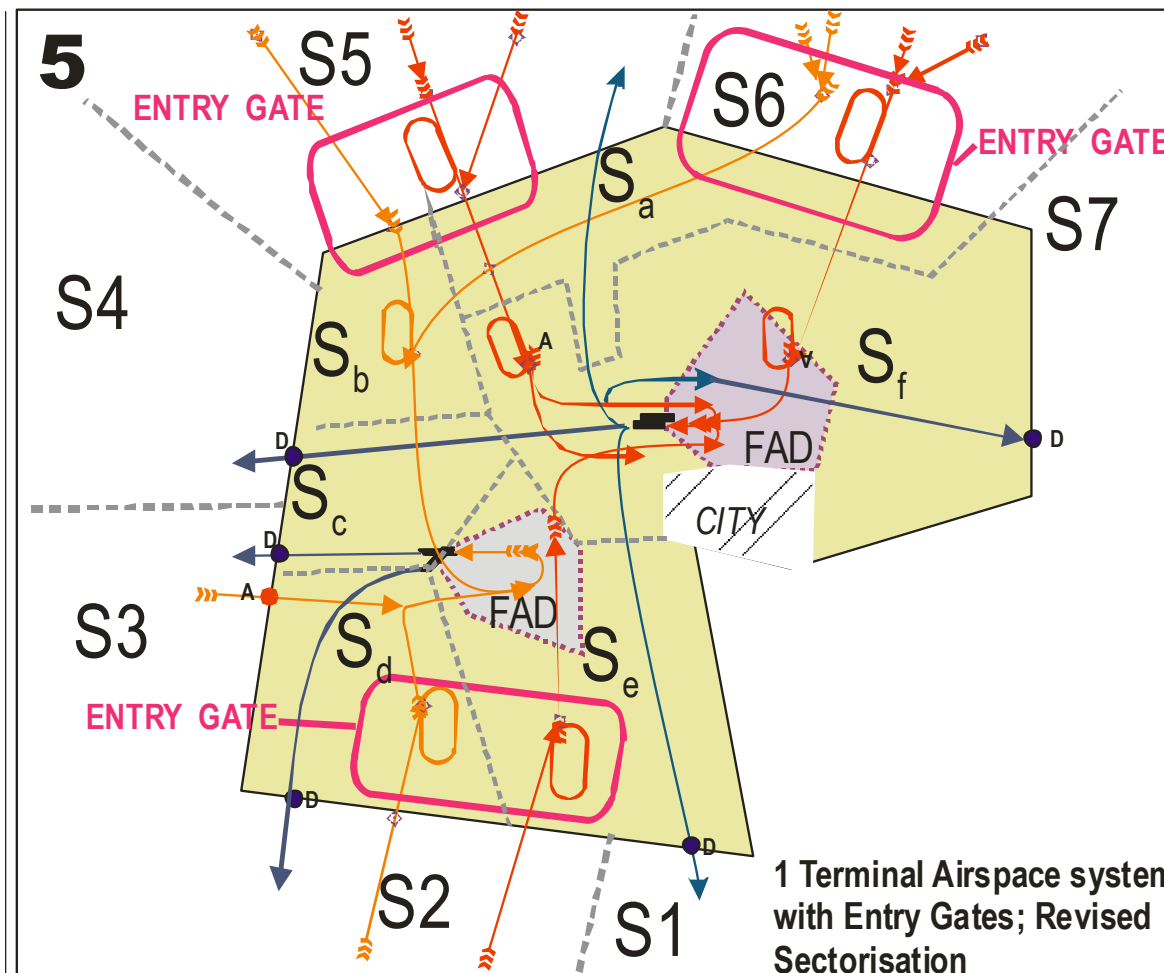 5
S5
S6
ENTRY GATE
ENTRY GATE
Sa
S7
S4
A
Sb
A
Sf
D
FAD
D
Sc
CITY
D
A
S3
FAD
Sd
Se
ENTRY GATE
D
D
S2
S1
1 Terminal Airspace system
with Entry Gates; Revised
Sectorisation